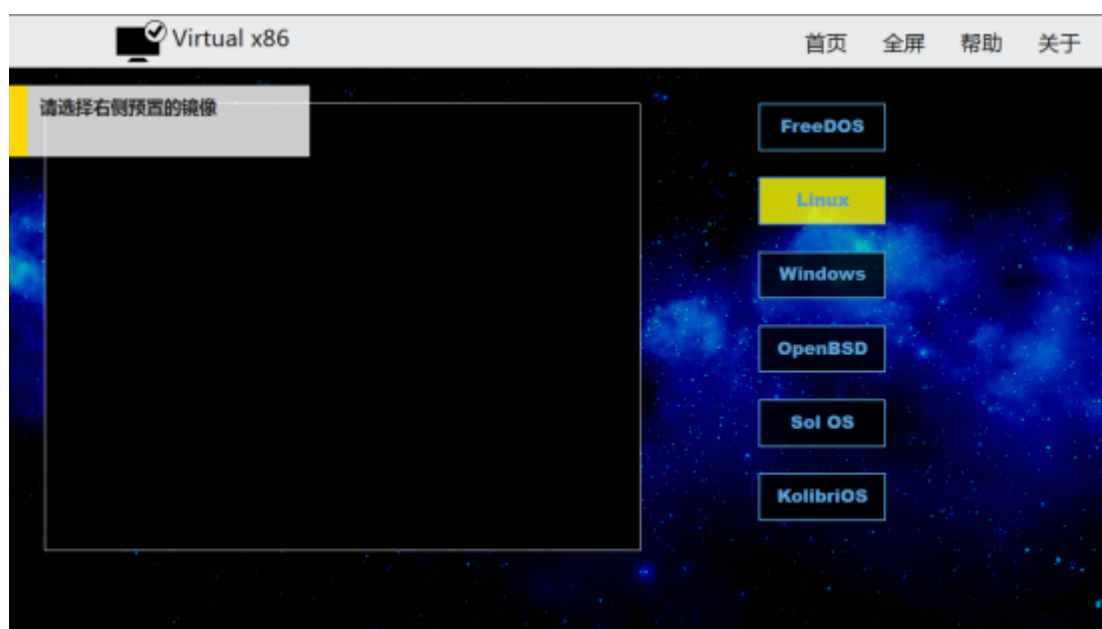 Virtual x86
首页 全屏 帮助 关于
请选择右侧预置的镜像
FreeDOS
Linux
Windows
OpenBSD
Sol OS
KolibriOS